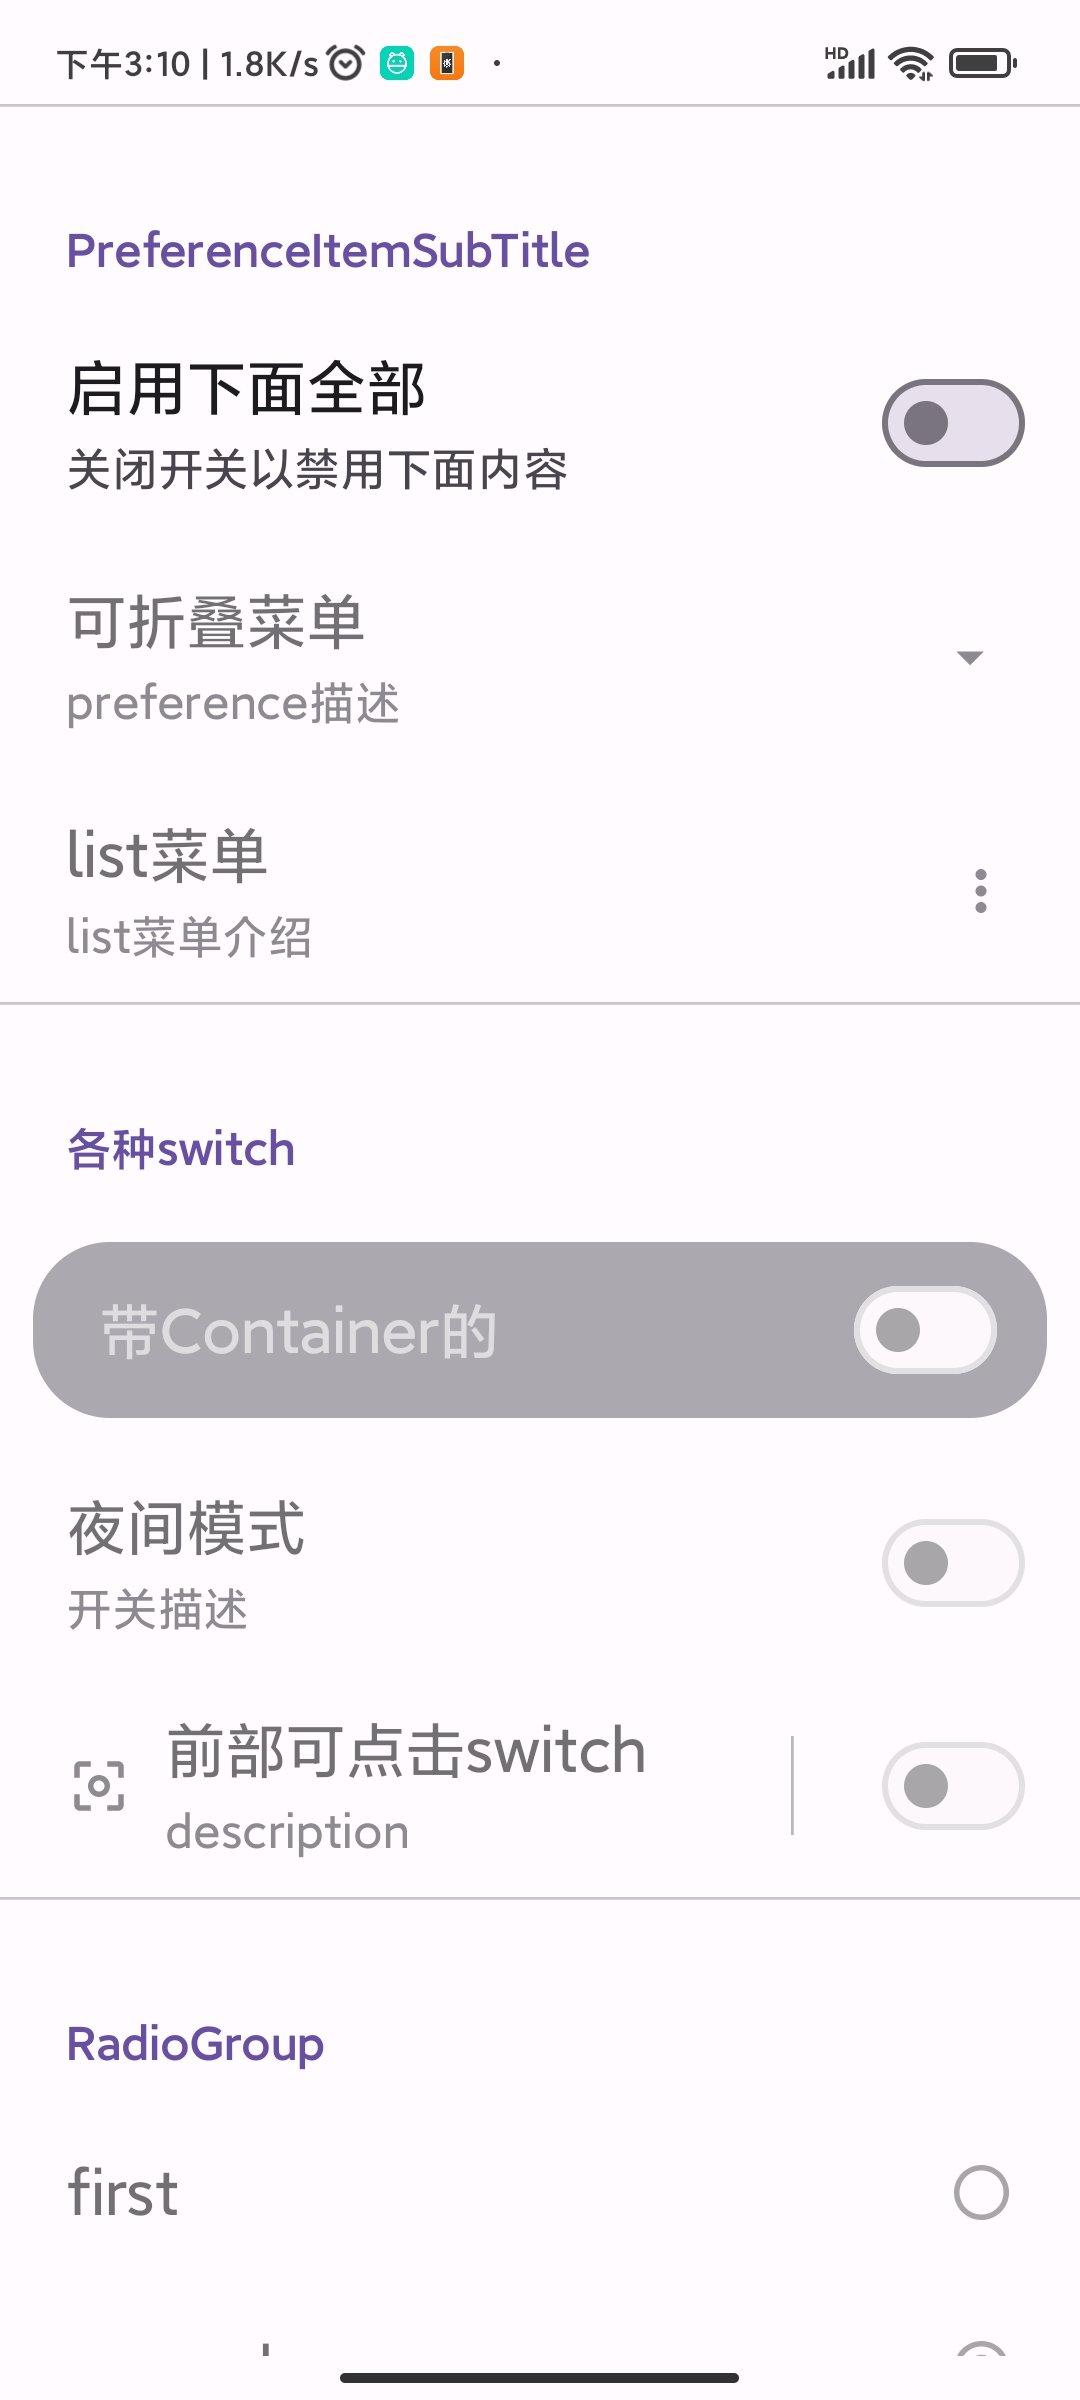 下午3:10 | 1.8K/s
HD
PreferenceItemSubTitle
启用下面全部
关闭开关以禁用下面内容
可折叠菜单
preference描述
list菜单
list菜单介绍
各种switch
带Container的
夜间模式
开关描述
前部可点击switch
description
RadioGroup
first